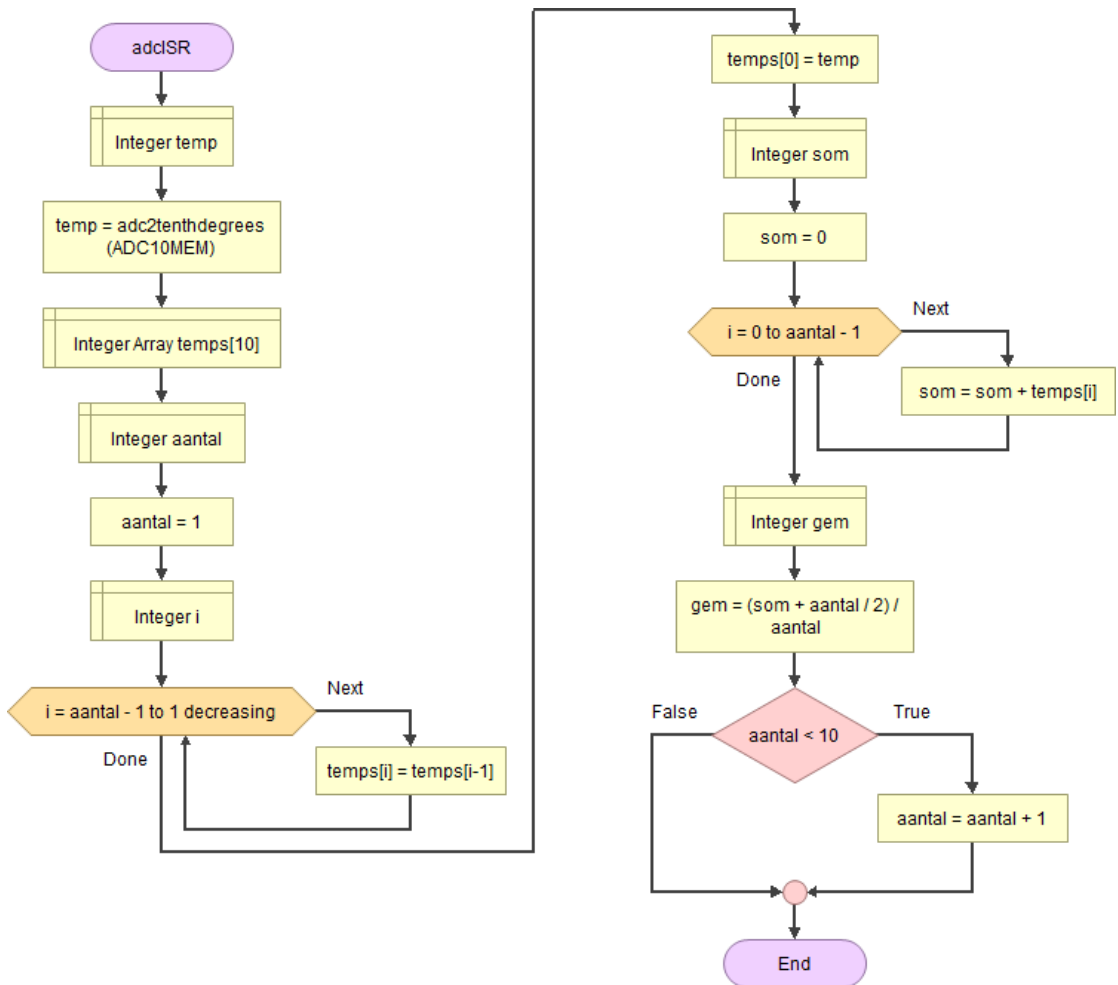 adcISR
Integer temp
temp = adc2tenthdegrees
(ADC10MEM)
Integer Array temps[10]
Integer aantal
aantal = 1
Integer i
i = aantal - 1 to 1 decreasing
Next
Done
temps[i] = temps[i-1]
temps[0] = temp
Integer som
som = 0
i = 0 to aantal - 1
Next
Done
som = som + temps[i]
Integer gem
gem = (som + aantal / 2) /
aantal
False
True
aantal < 10
aantal = aantal + 1
End